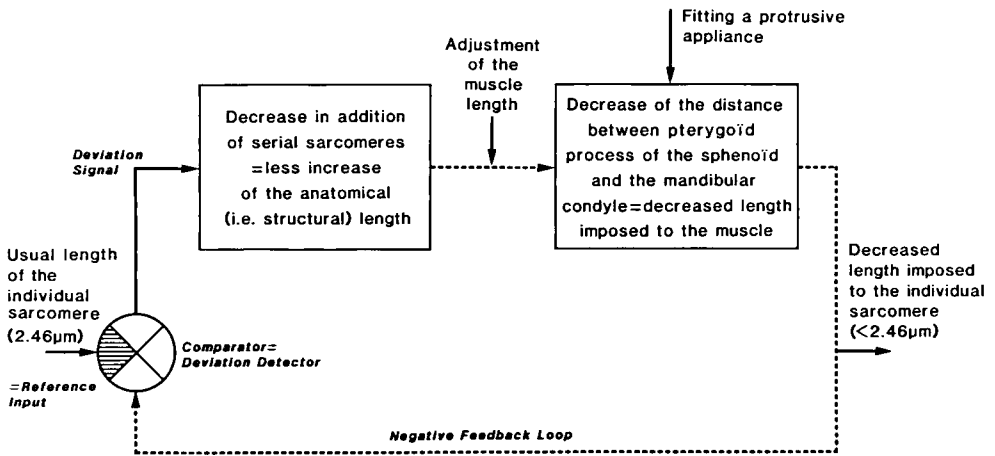 Fitting a protrusive
appliance
Adjustment
of the
muscle
length
Decrease in addition
of serial sarcomeres
=less increase
of the anatomical
(i.e. structural) length
Decrease of the distance
between pterygoïd
process of the sphenoïd
and the mandibular
condyle=decreased length
imposed to the muscle
Deviation
Signal
Usual length
of the
individual
sarcomere
(2.46µm)
=Reference
Input
Comparator=
Deviation Detector
Decreased
length imposed
to the individual
sarcomere
(<2.46µm)
Negative Feedback Loop